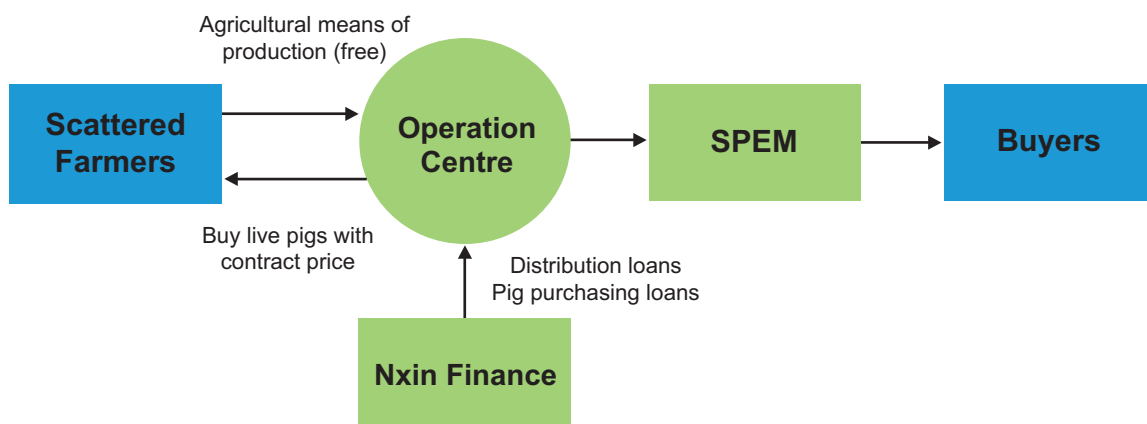 Agricultural means of
production (free)
Scattered
Farmers
Operation
Centre
SPEM
Buyers
Buy live pigs with
contract price
Distribution loans
Pig purchasing loans
Nxin Finance